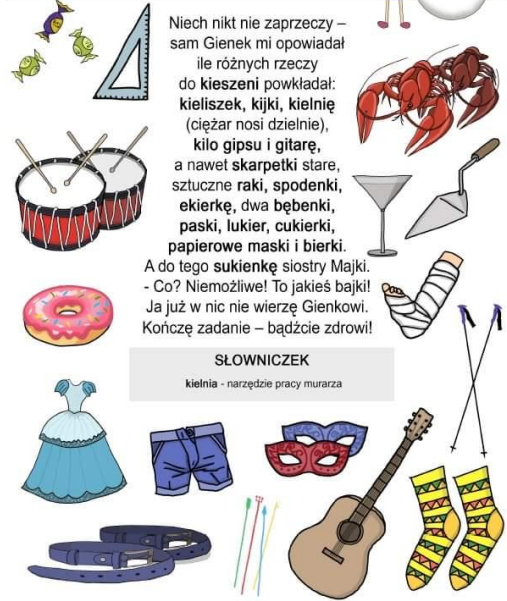 Niech nikt nie zaprzeczy –
sam Gienek mi opowiadał
ile różnych rzeczy
do kieszeni powkładał:
kieliszek, kijki, kielnię
(ciężar nosi dzielnie),
kilo gipsu i gitarę,
a nawet skarpetki stare,
sztuczne raki, spodenki,
ekierkę, dwa bębenki,
paski, lukier, cukierki,
papierowe maski i bierki.
A do tego sukienkę siostry Majki.
- Co? Niemożliwe! To jakieś bajki!
Ja już w nic nie wierzę Gienkowi.
Kończę zadanie – bądźcie zdrowi!
SŁOWNICZEK
kielnia - narzędzie pracy murarza